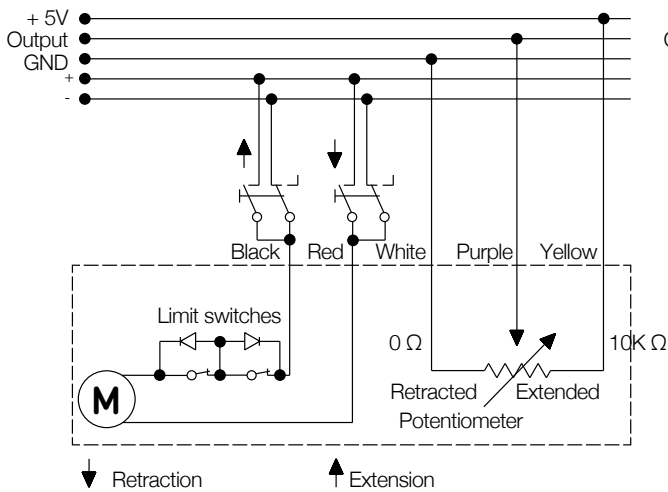 + 5V
Output
GND
+
-
Black Red White Purple Yellow
Limit switches
0 Ω 10K Ω
M
Retracted Extended
Potentiometer
Retraction Extension